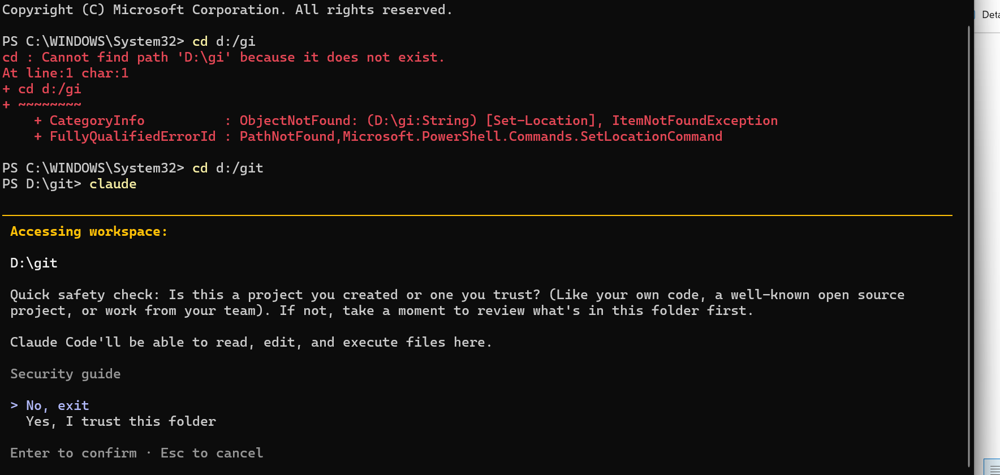 Copyright (C) Microsoft Corporation. All rights reserved.
PS C:\WINDOWS\System32> cd d:/gi
cd : Cannot find path 'D:\gi' because it does not exist.
At line:1 char:1
+ cd d:/gi
+ ~~~~~~~~
    + CategoryInfo          : ObjectNotFound: (D:\gi:String) [Set-Location], ItemNotFoundException
    + FullyQualifiedErrorId : PathNotFound,Microsoft.PowerShell.Commands.SetLocationCommand
PS C:\WINDOWS\System32> cd d:/git
PS D:\git> claude
Accessing workspace:
D:\git
Quick safety check: Is this a project you created or one you trust? (Like your own code, a well-known open source
project, or work from your team). If not, take a moment to review what's in this folder first.
Claude Code'll be able to read, edit, and execute files here.
Security guide
> No, exit
  Yes, I trust this folder
Enter to confirm · Esc to cancel